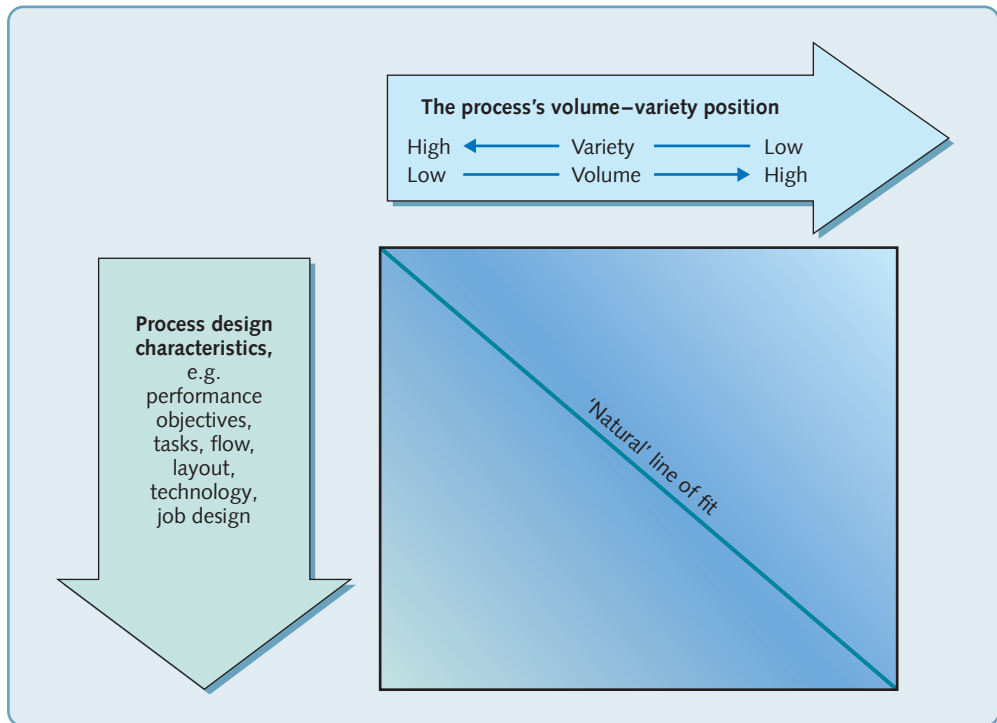 The process's volume–variety position
High Variety Low
Low Volume High
Process design
characteristics,
e.g.
performance
objectives,
tasks, flow,
layout,
technology,
job design
'Natural' line of fit